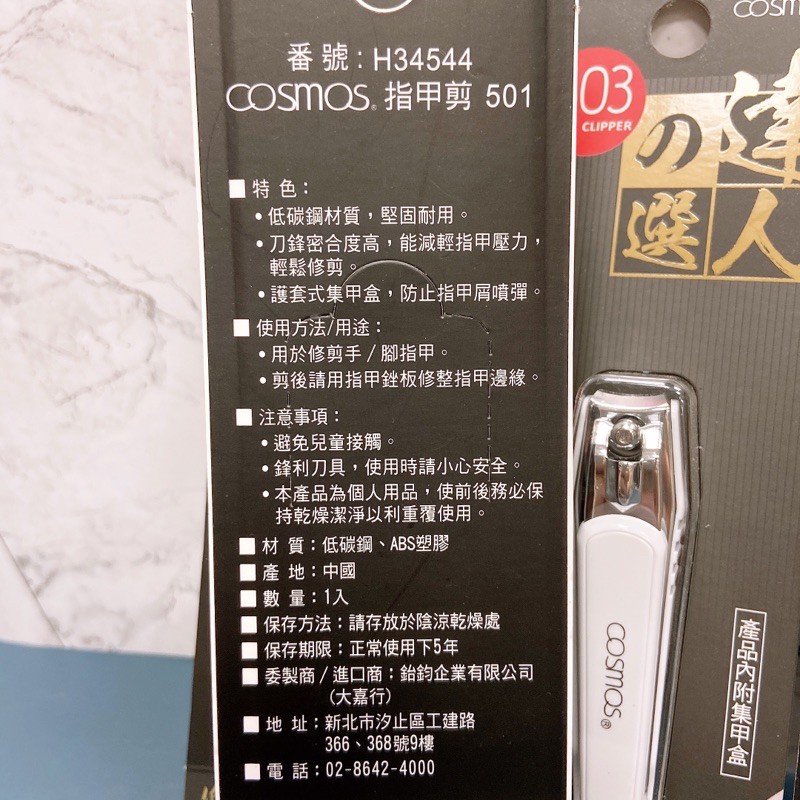 番 號：H34544
COSMOS® 指甲剪 501
■ 特 色：
•低碳鋼材質，堅固耐用。
•刀鋒密合度高，能減輕指甲壓力，
輕鬆修剪。
•護套式集甲盒，防止指甲屑噴彈。
■ 使用方法/用途：
•用於修剪手/腳指甲。
•剪後請用指甲銼板修整指甲邊緣。
■ 注意事項：
•避免兒童接觸。
•鋒利刀具，使用時請小心安全。
•本產品為個人用品，使前後務必保
持乾燥潔淨以利重覆使用。
■ 材 質：低碳鋼、ABS塑膠
■ 產 地：中國
■ 數 量：1入
■ 保存方法：請存放於陰涼乾燥處
■ 保存期限：正常使用下5年
■ 委製商/進口商：鈶鈞企業有限公司
(大嘉行)
■ 地 址：新北市汐止區工建路
366、368號9樓
■ 電 話：02-8642-4000
03
CLIPPER
達
人
の
選
COSMOS®
產品內附集甲盒